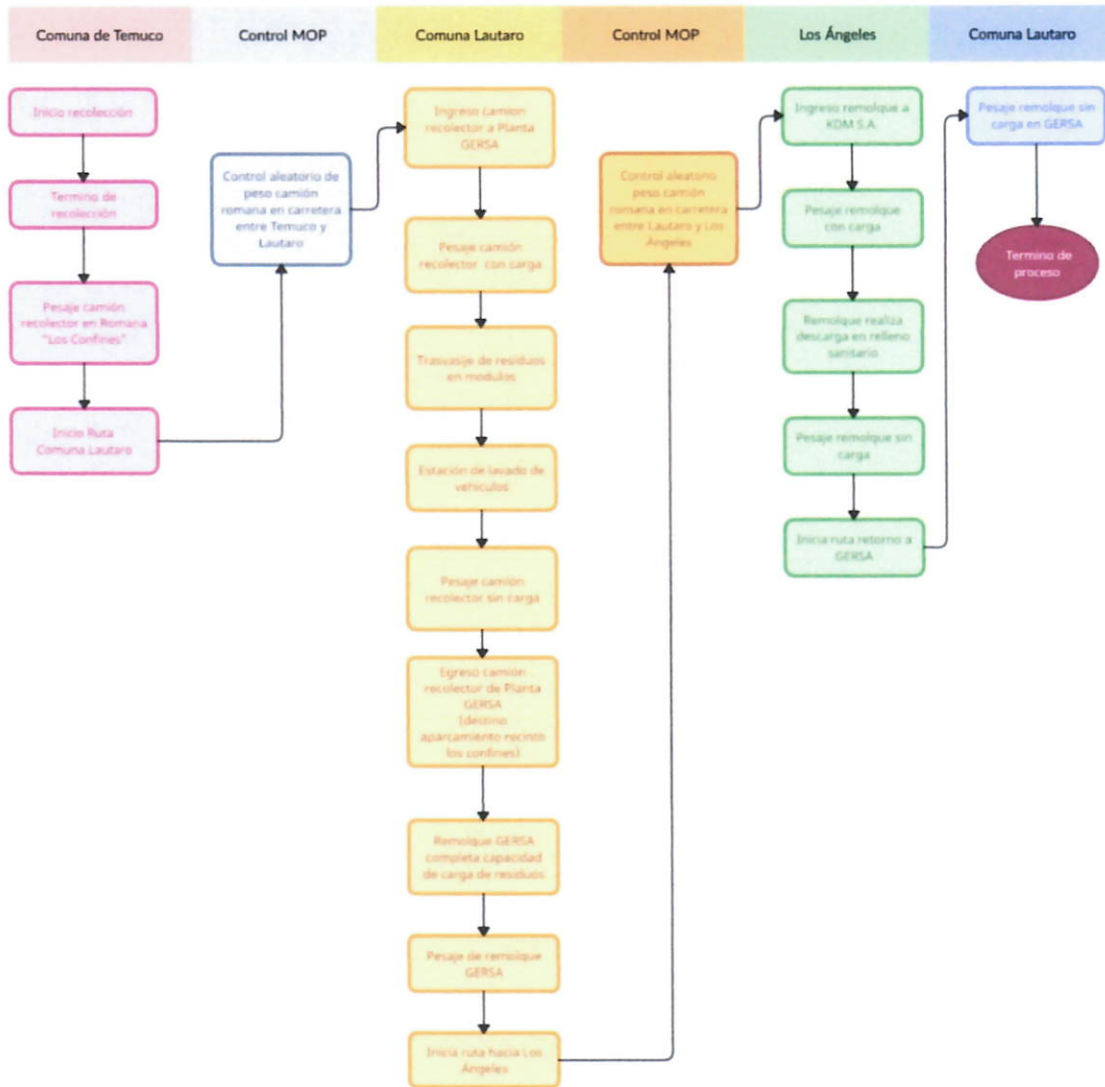 Comuna de Temuco
Control MOP
Comuna Lautaro
Control MOP
Los Ángeles
Comuna Lautaro
Inicio recolección
Termino de
recolección
Pesaje camión
recolector en Romana
"Los Confines"
Inicio Ruta
Comuna Lautaro
Control aleatorio de
peso camión
romana en carretera
entre Temuco y
Lautaro
Ingreso camion
recolector a Planta
GERSA
Pesaje camión
recolector con carga
Trasvasije de residuos
en modulos
Estación de lavado de
vehiculos
Pesaje camión
recolector sin carga
Egreso camión
recolector de Planta
GERSA
(destino
aparcamiento recinto
los confines)
Remolque GERSA
completa capacidad
de carga de residuos
Pesaje de remolque
GERSA
Inicia ruta hacia Los
Ángeles
Control aleatorio
peso camión
romana en carretera
entre Lautaro y Los
Ángeles
Ingreso remolque a
KDM S.A.
Pesaje remolque
con carga
Remolque realiza
descarga en relleno
sanitario
Pesaje remolque sin
carga
Inicia ruta retorno a
GERSA
Pesaje remolque sin
carga en GERSA
Termino de
proceso